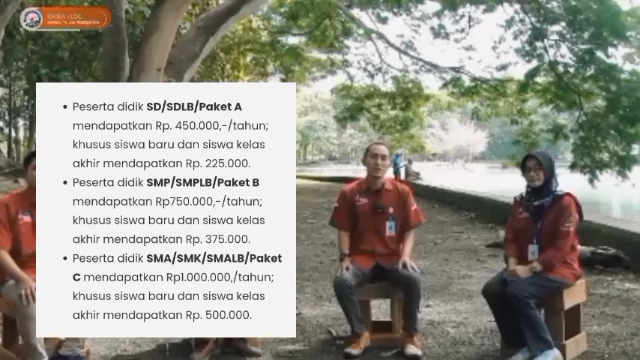 Peserta didik SD/SDLB/Paket A
mendapatkan Rp. 450.000,-/tahun;
khusus siswa baru dan siswa kelas
akhir mendapatkan Rp. 225.000.
Peserta didik SMP/SMPLB/Paket B
mendapatkan Rp750.000,-/tahun;
khusus siswa baru dan siswa kelas
akhir mendapatkan Rp. 375.000.
Peserta didik SMA/SMK/SMALB/Paket
C mendapatkan Rp1.000.000,/tahun;
khusus siswa baru dan siswa kelas
akhir mendapatkan Rp. 500.000.